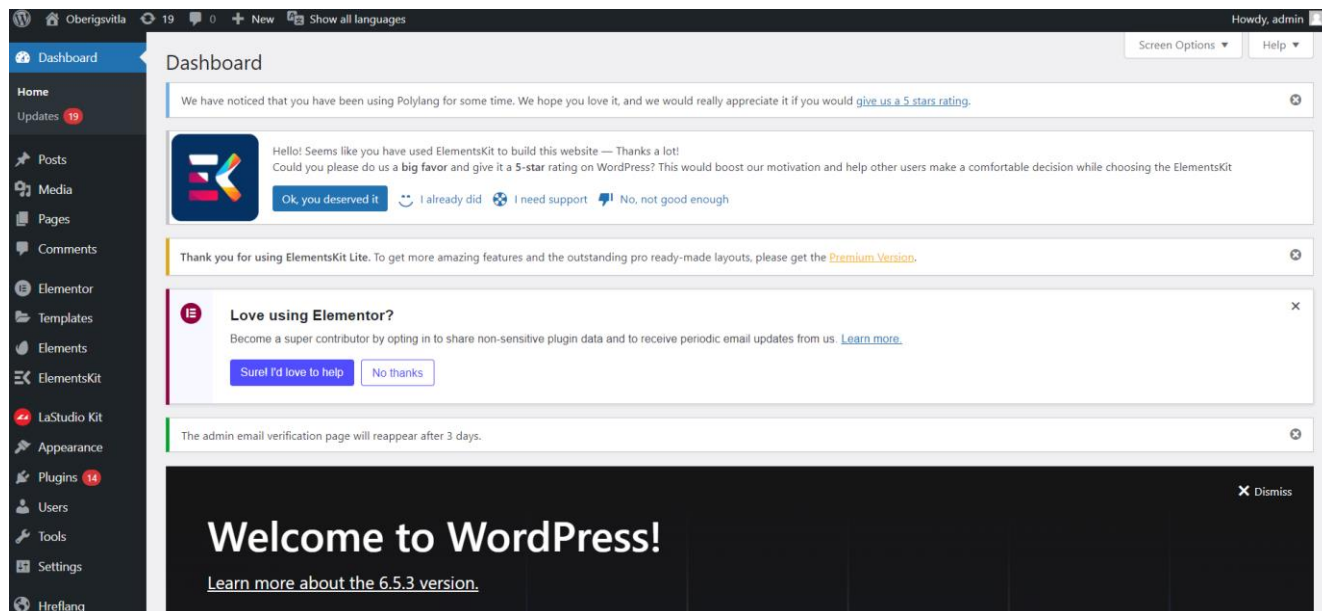 Oberigsvitla 19 0 New Show all languages Howdy, admin
Dashboard
Home
Updates 19
Posts
Media
Pages
Comments
Elementor
Templates
Elements
ElementsKit
LaStudio Kit
Appearance
Plugins 14
Users
Tools
Settings
Hreflang
Screen Options Help
Dashboard
We have noticed that you have been using Polylang for some time. We hope you love it, and we would really appreciate it if you would give us a 5 stars rating.
Hello! Seems like you have used ElementsKit to build this website — Thanks a lot!
Could you please do us a big favor and give it a 5-star rating on WordPress? This would boost our motivation and help other users make a comfortable decision while choosing the ElementsKit
Ok, you deserved it I already did I need support No, not good enough
Thank you for using ElementsKit Lite. To get more amazing features and the outstanding pro ready-made layouts, please get the Premium Version.
Love using Elementor?
Become a super contributor by opting in to share non-sensitive plugin data and to receive periodic email updates from us. Learn more.
Sure! I'd love to help No thanks
The admin email verification page will reappear after 3 days.
Dismiss
Welcome to WordPress!
Learn more about the 6.5.3 version.